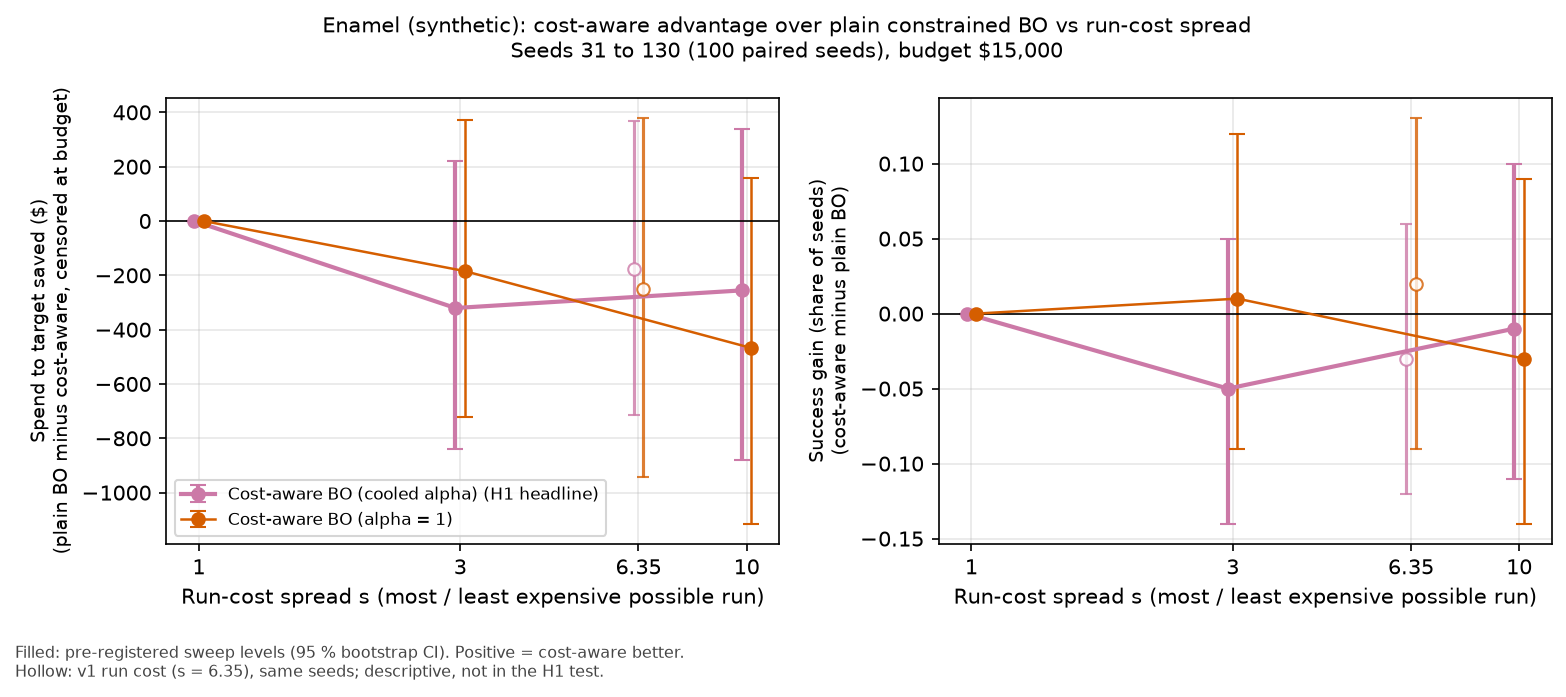 Enamel (synthetic): cost-aware advantage over plain constrained BO vs run-cost spread
Seeds 31 to 130 (100 paired seeds), budget $15,000
Spend to target saved ($)
(plain BO minus cost-aware, censored at budget)
400
200
0
−200
−400
−600
−800
−1000
Cost-aware BO (cooled alpha) (H1 headline)
Cost-aware BO (alpha = 1)
1
3
6.35
10
Run-cost spread s (most / least expensive possible run)
Success gain (share of seeds)
(cost-aware minus plain BO)
0.10
0.05
0.00
−0.05
−0.10
−0.15
1
3
6.35
10
Run-cost spread s (most / least expensive possible run)
Filled: pre-registered sweep levels (95 % bootstrap CI). Positive = cost-aware better.
Hollow: v1 run cost (s = 6.35), same seeds; descriptive, not in the H1 test.